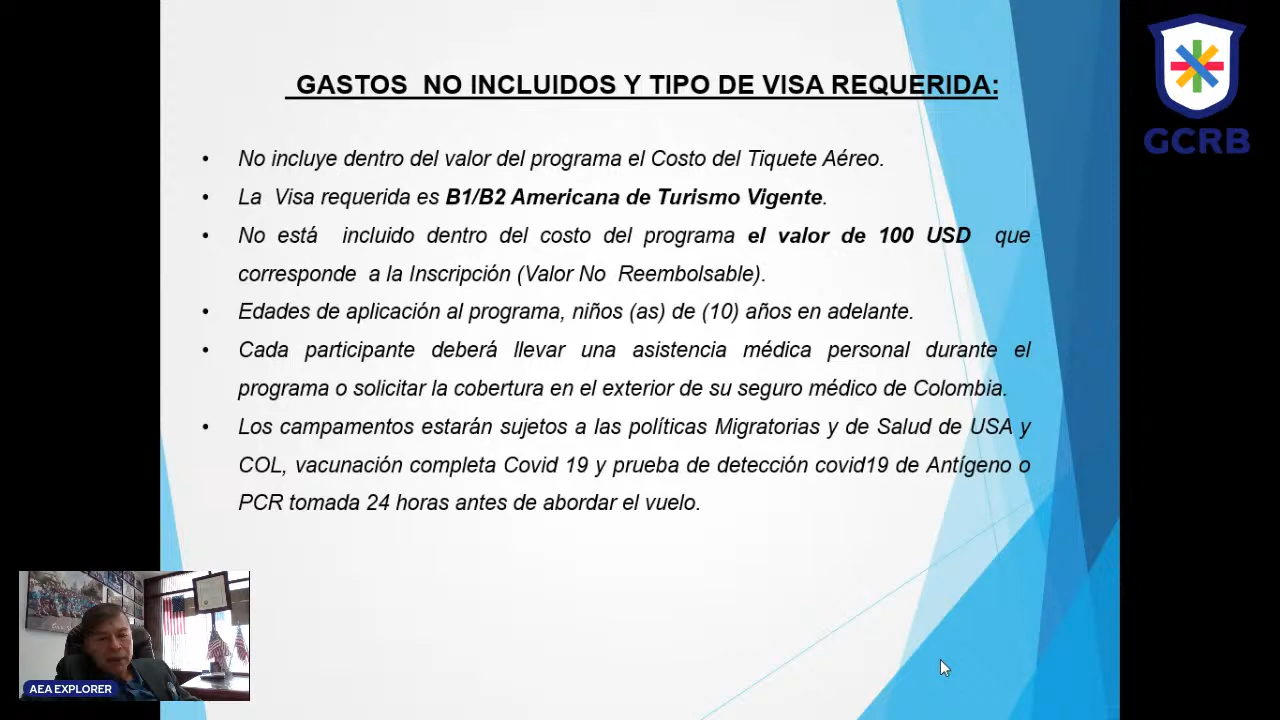 GASTOS NO INCLUIDOS Y TIPO DE VISA REQUERIDA:
GCRB
• No incluye dentro del valor del programa el Costo del Tiquete Aéreo.
• La Visa requerida es B1/B2 Americana de Turismo Vigente.
• No está incluido dentro del costo del programa el valor de 100 USD que
corresponde a la Inscripción (Valor No Reembolsable).
• Edades de aplicación al programa, niños (as) de (10) años en adelante.
• Cada participante deberá llevar una asistencia médica personal durante el
programa o solicitar la cobertura en el exterior de su seguro médico de Colombia.
• Los campamentos estarán sujetos a las políticas Migratorias y de Salud de USA y
COL, vacunación completa Covid 19 y prueba de detección covid19 de Antígeno o
PCR tomada 24 horas antes de abordar el vuelo.
AEA EXPLORER